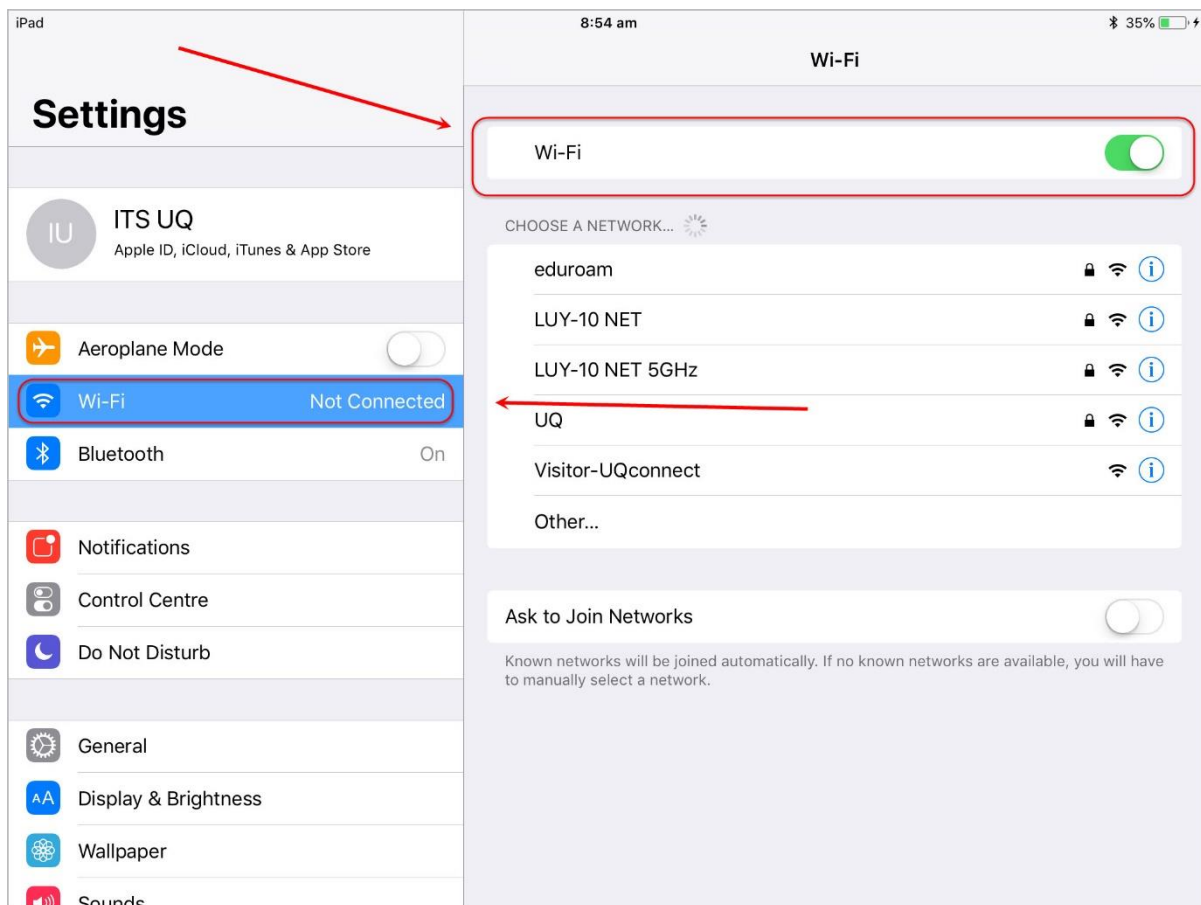 iPad
8:54 am
35%
Settings
Wi-Fi
IU
ITS UQ
Apple ID, iCloud, iTunes & App Store
Aeroplane Mode
Wi-Fi Not Connected
Bluetooth On
Notifications
Control Centre
Do Not Disturb
General
AA Display & Brightness
Wallpaper
Sounds
Wi-Fi
CHOOSE A NETWORK...
eduroam
LUY-10 NET
LUY-10 NET 5GHz
UQ
Visitor-UQconnect
Other...
Ask to Join Networks
Known networks will be joined automatically. If no known networks are available, you will have
to manually select a network.